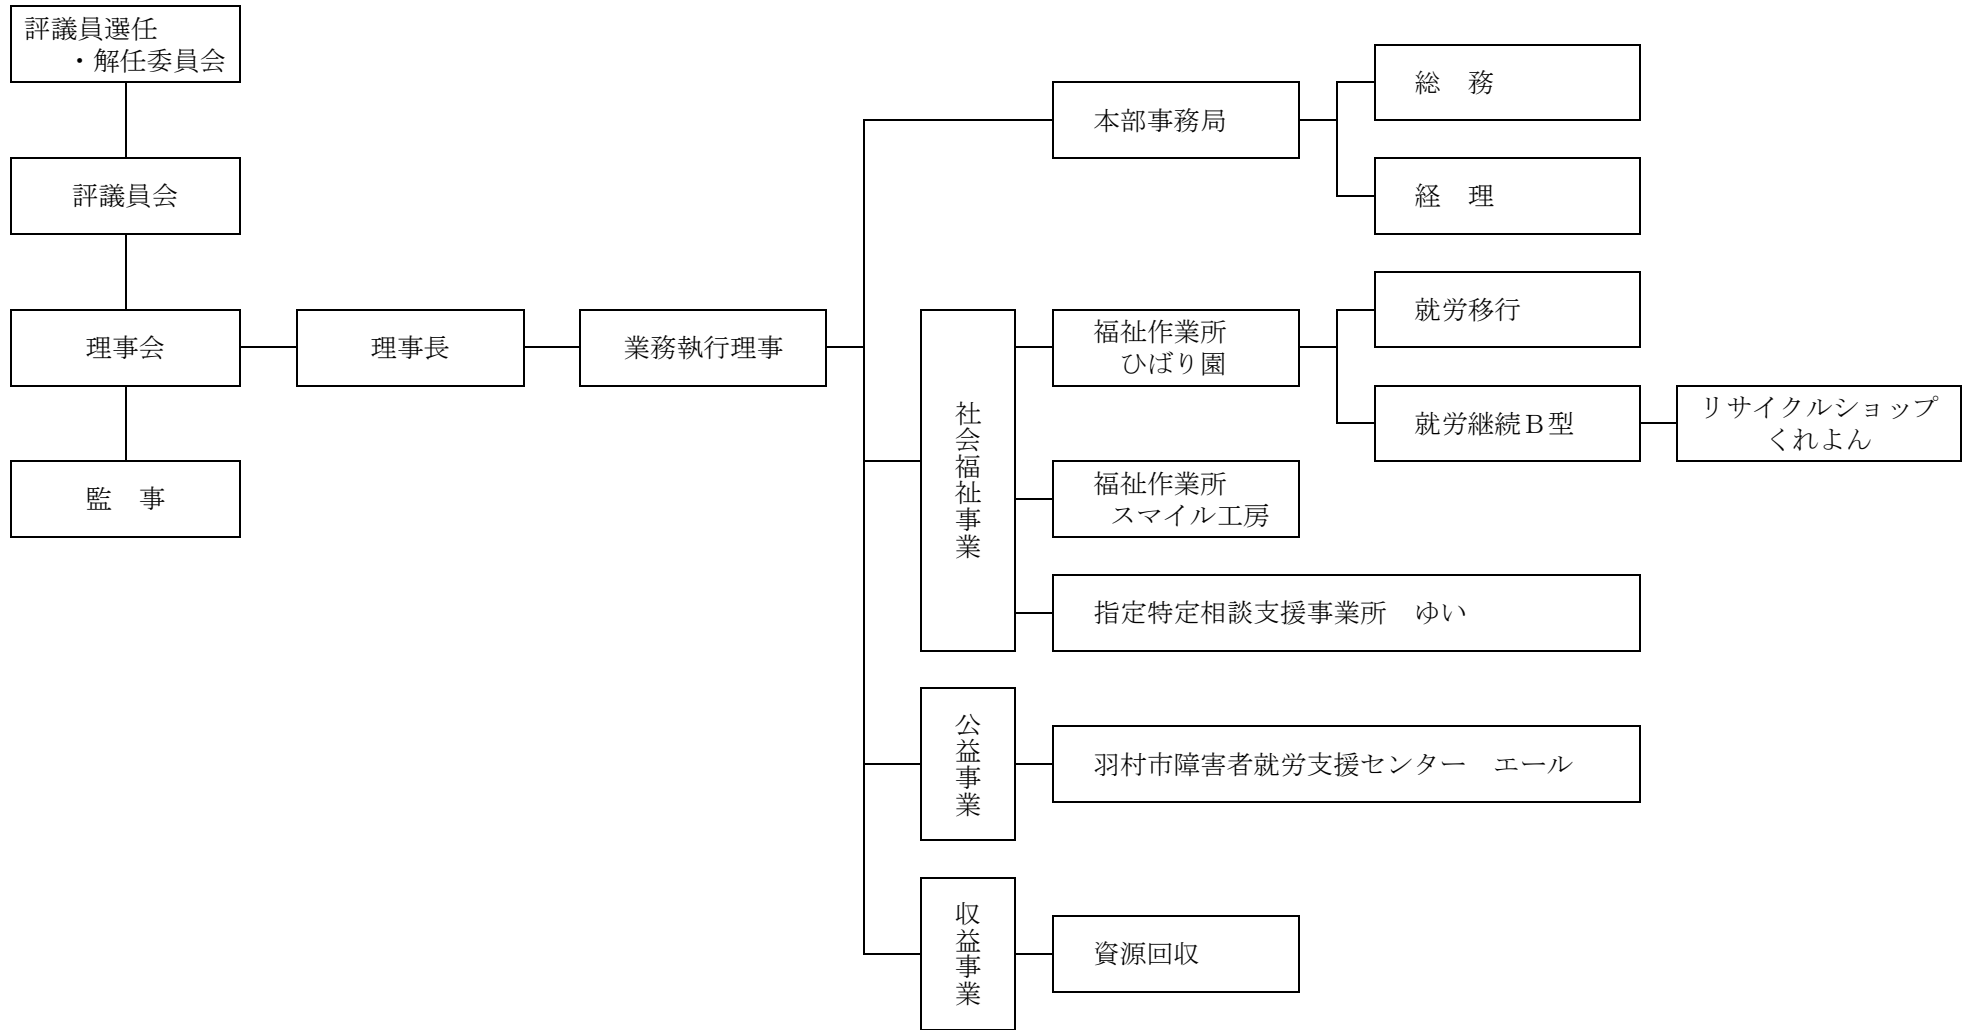 評議員選任
・解任委員会
評議員会
理事会
監　事
理事長
業務執行理事
本部事務局
総　務
経　理
社会福祉事業
福祉作業所
ひばり園
就労移行
就労継続Ｂ型
リサイクルショップ
くれよん
福祉作業所
スマイル工房
指定特定相談支援事業所　ゆい
公益事業
羽村市障害者就労支援センター　エール
収益事業
資源回収